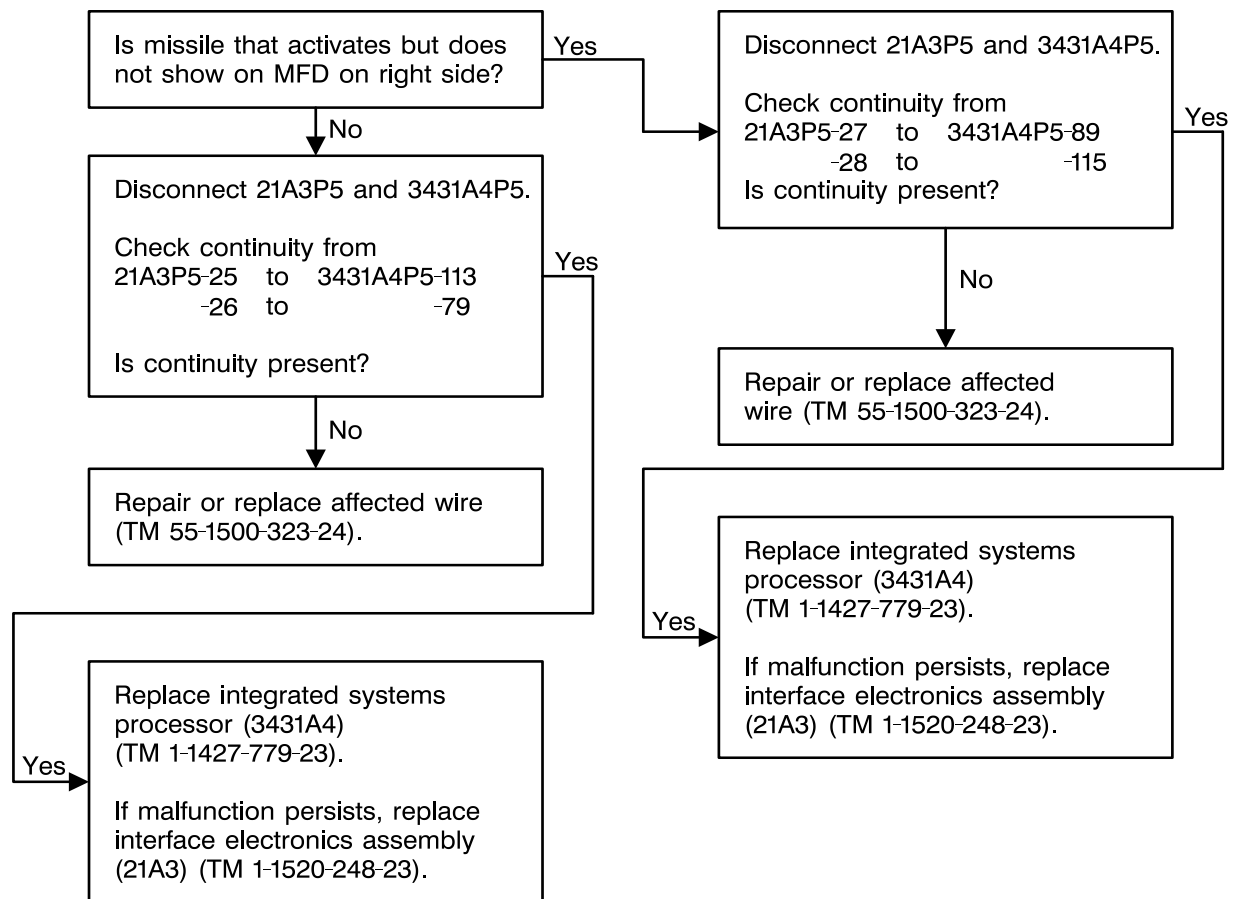 Is missile that activates but does
not show on MFD on right side?
Yes
No
Disconnect 21A3P5 and 3431A4P5.
Check continuity from
21A3P5-27 to 3431A4P5-89
-28 to -115
Is continuity present?
Yes
No
Repair or replace affected
wire (TM 55-1500-323-24).
Yes
Replace integrated systems
processor (3431A4)
(TM 1-1427-779-23).
If malfunction persists, replace
interface electronics assembly
(21A3) (TM 1-1520-248-23).
Disconnect 21A3P5 and 3431A4P5.
Check continuity from
21A3P5-25 to 3431A4P5-113
-26 to -79
Is continuity present?
Yes
No
Repair or replace affected wire
(TM 55-1500-323-24).
Yes
Replace integrated systems
processor (3431A4)
(TM 1-1427-779-23).
If malfunction persists, replace
interface electronics assembly
(21A3) (TM 1-1520-248-23).